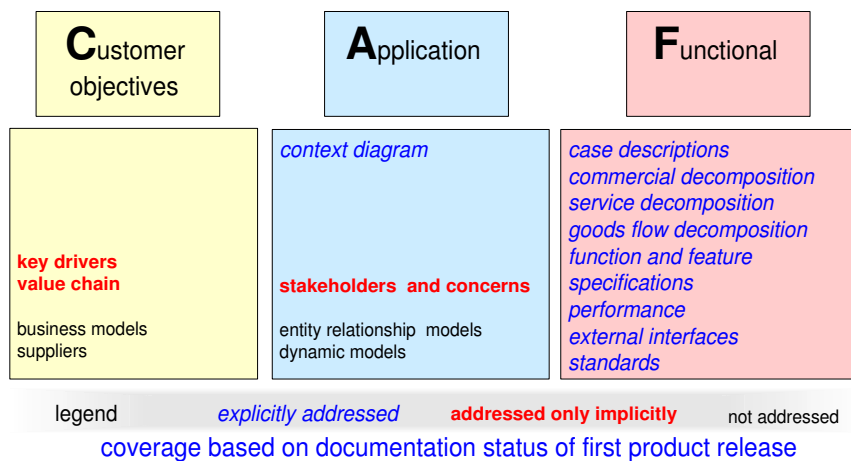 Customer
objectives
Application
Functional
key drivers
value chain
business models
suppliers
context diagram
stakeholders and concerns
entity relationship models
dynamic models
case descriptions
commercial decomposition
service decomposition
goods flow decomposition
function and feature
specifications
performance
external interfaces
standards
legend explicitly addressed addressed only implicitly not addressed
coverage based on documentation status of first product release